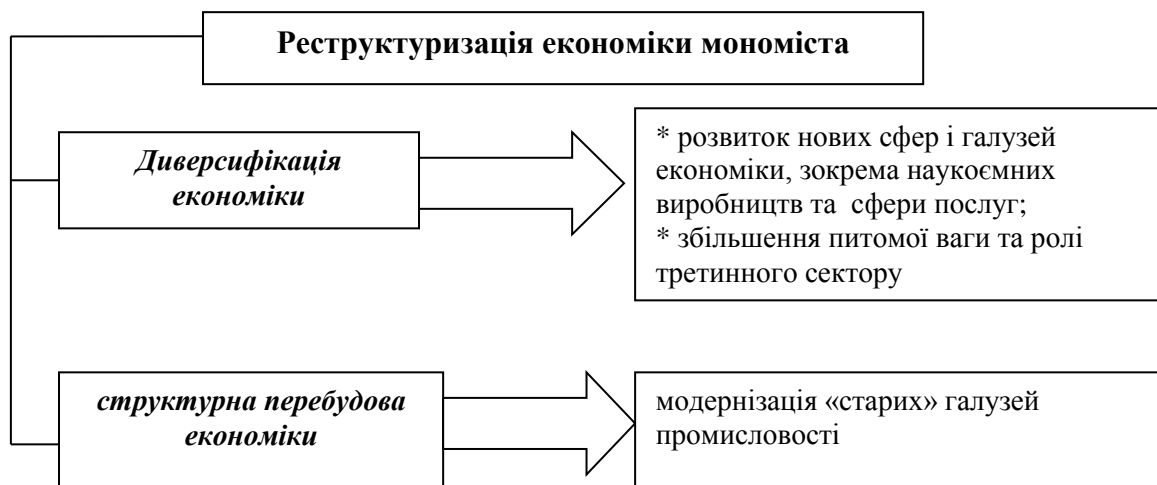 Реструктуризація економіки мономіста
Диверсифікація
економіки
* розвиток нових сфер і галузей
економіки, зокрема наукоємних
виробництв та сфери послуг;
* збільшення питомої ваги та ролі
третинного сектору
структурна перебудова
економіки
модернізація «старих» галузей
промисловості